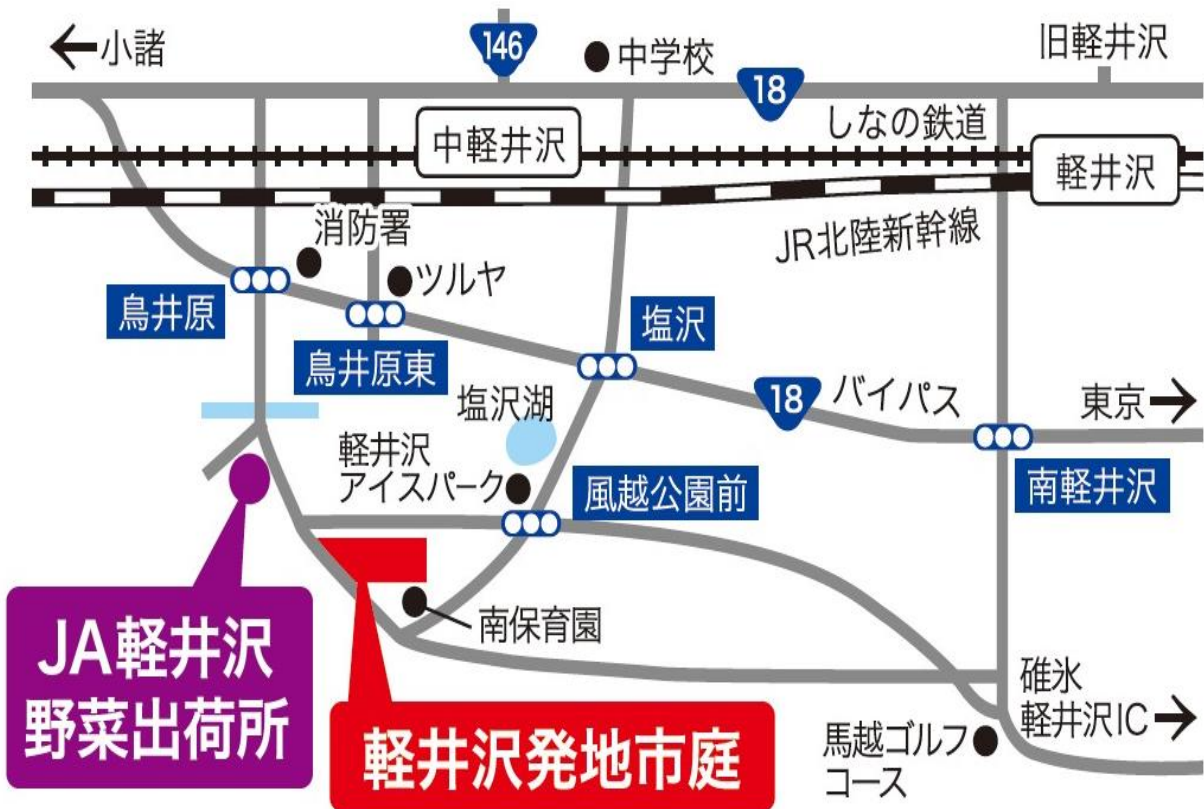 ←小諸
146
中学校
旧軽井沢
18
しなの鉄道
中軽井沢
軽井沢
消防署
JR北陸新幹線
ツルヤ
鳥井原
鳥井原東
塩沢
塩沢湖
18
バイパス
東京→
軽井沢
アイスパーク
風越公園前
南軽井沢
JA軽井沢
野菜出荷所
南保育園
碓氷
軽井沢IC→
馬越ゴルフ
コース
軽井沢発地市庭